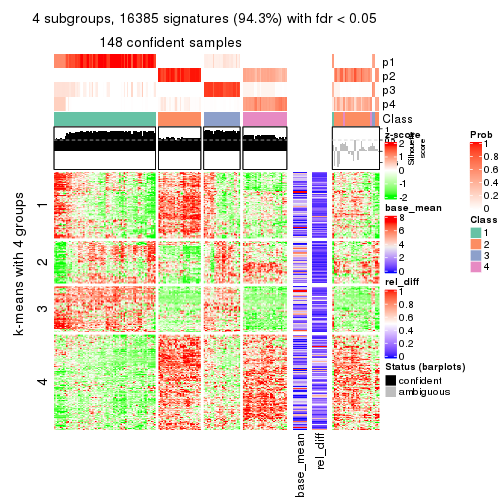 4 subgroups, 16385 signatures (94.3%) with fdr < 0.05
148 confident samples
p1
p2
p3
p4
Class
1
Silhouette
score
z-score
2
1
0
-1
-2
base_mean
8
6
4
2
0
rel_diff
1
0.8
0.6
0.4
0.2
0
Status (barplots)
confident
ambiguous
Prob
1
0.8
0.6
0.4
0.2
0
Class
1
2
3
4
k-means with 4 groups
1
2
3
4
base_mean
rel_diff